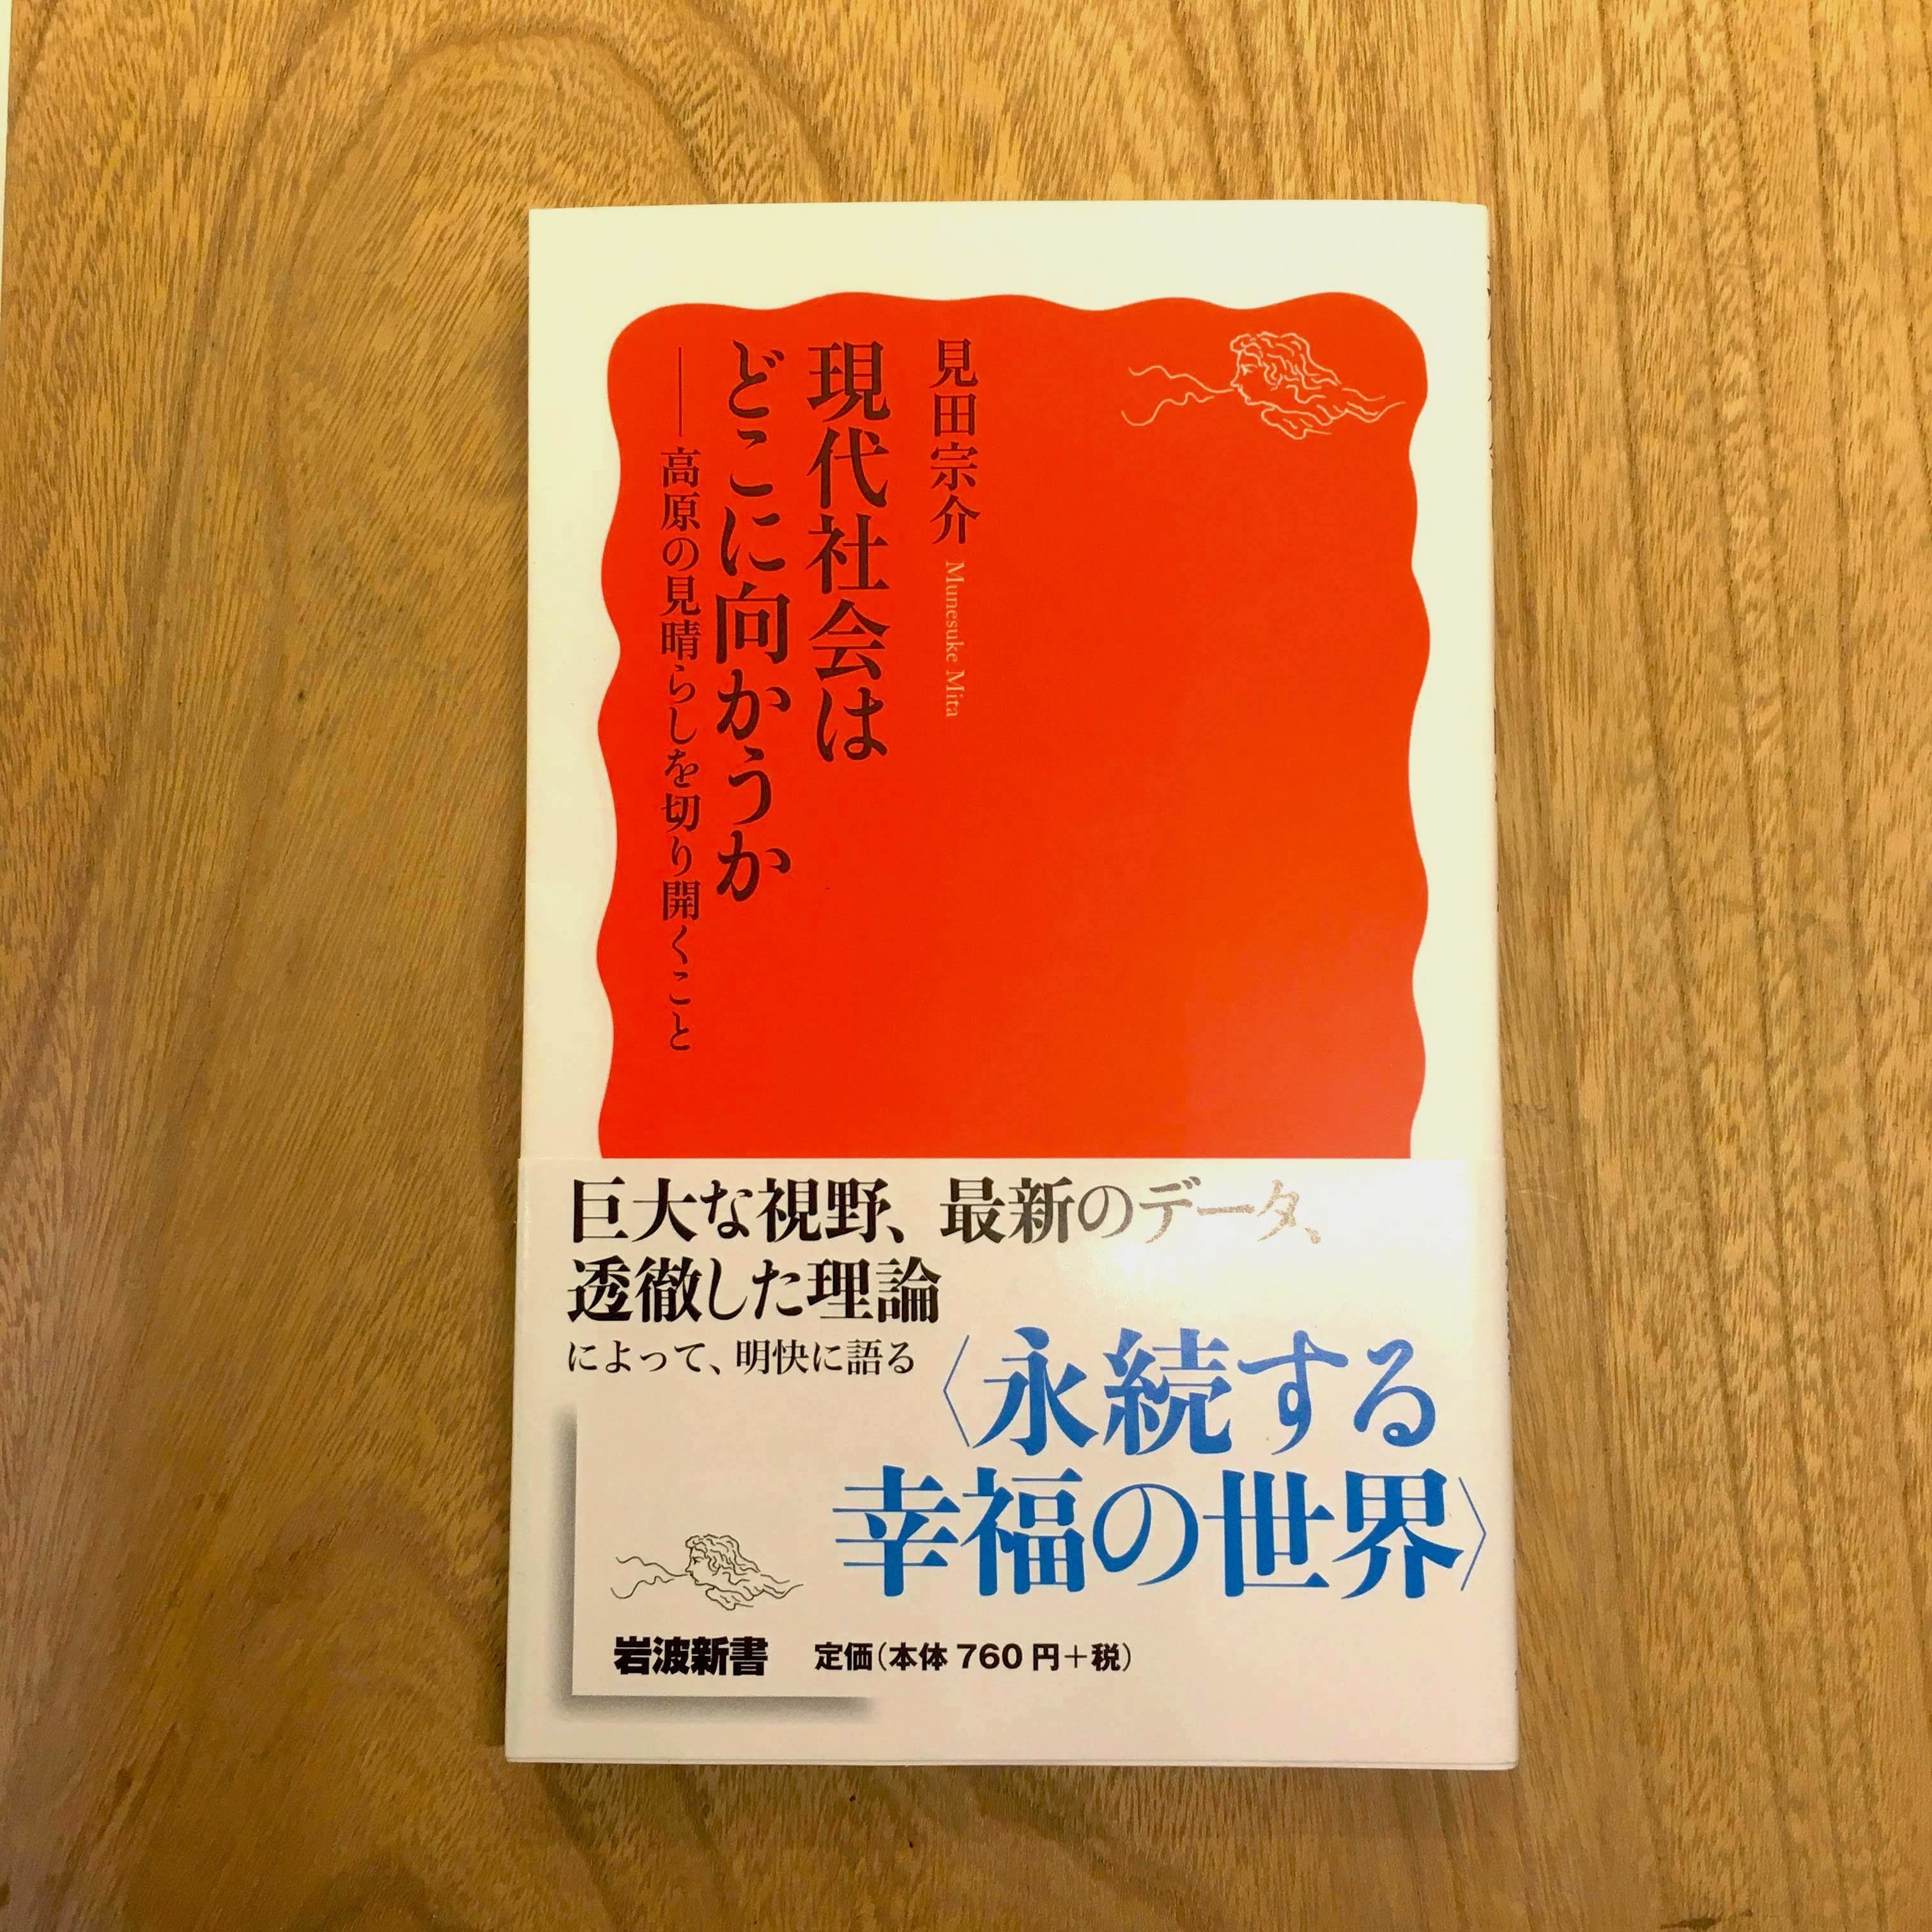 見田宗介 Munesuke Mita
現代社会は
どこに向かうか
──高原の見晴らしを切り開くこと
巨大な視野、最新のデータ、
透徹した理論
によって、明快に語る
〈永続する
幸福の世界〉
岩波新書 定価(本体 760 円+税)